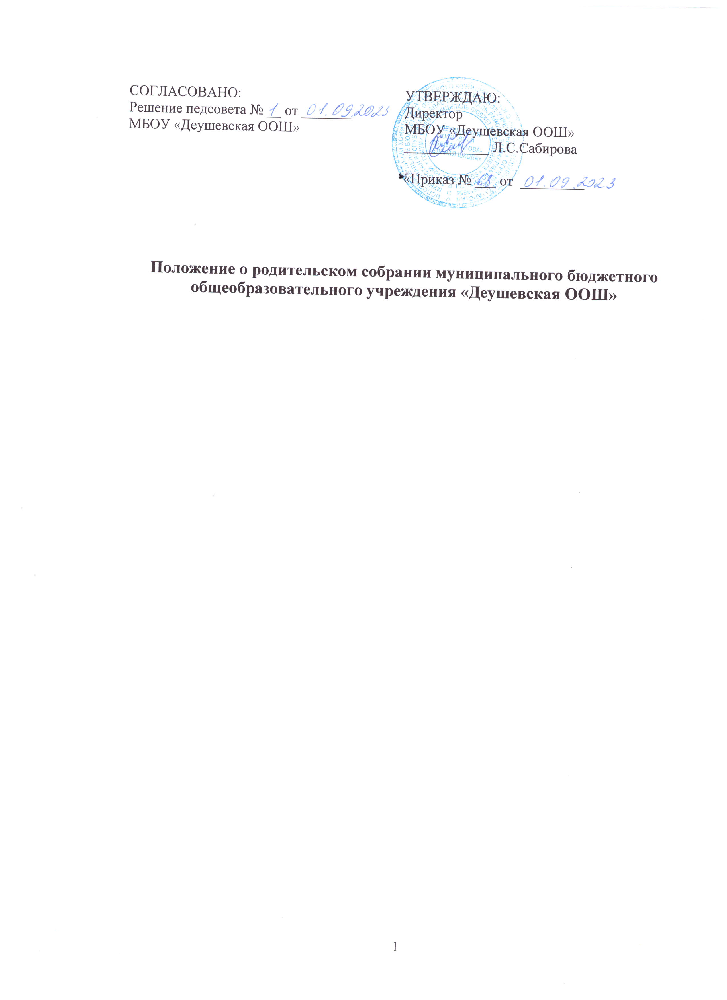 СОГЛАСОВАНО:
Решение педсовета № 1 от 01.09.2023
МБОУ «Деушевская ООШ»
УТВЕРЖДАЮ:
Директор
МБОУ «Деушевская ООШ»
Л.С.Сабирова
«Приказ № от 01.09.2023
Положение о родительском собрании муниципального бюджетного
общеобразовательного учреждения «Деушевская ООШ»
1